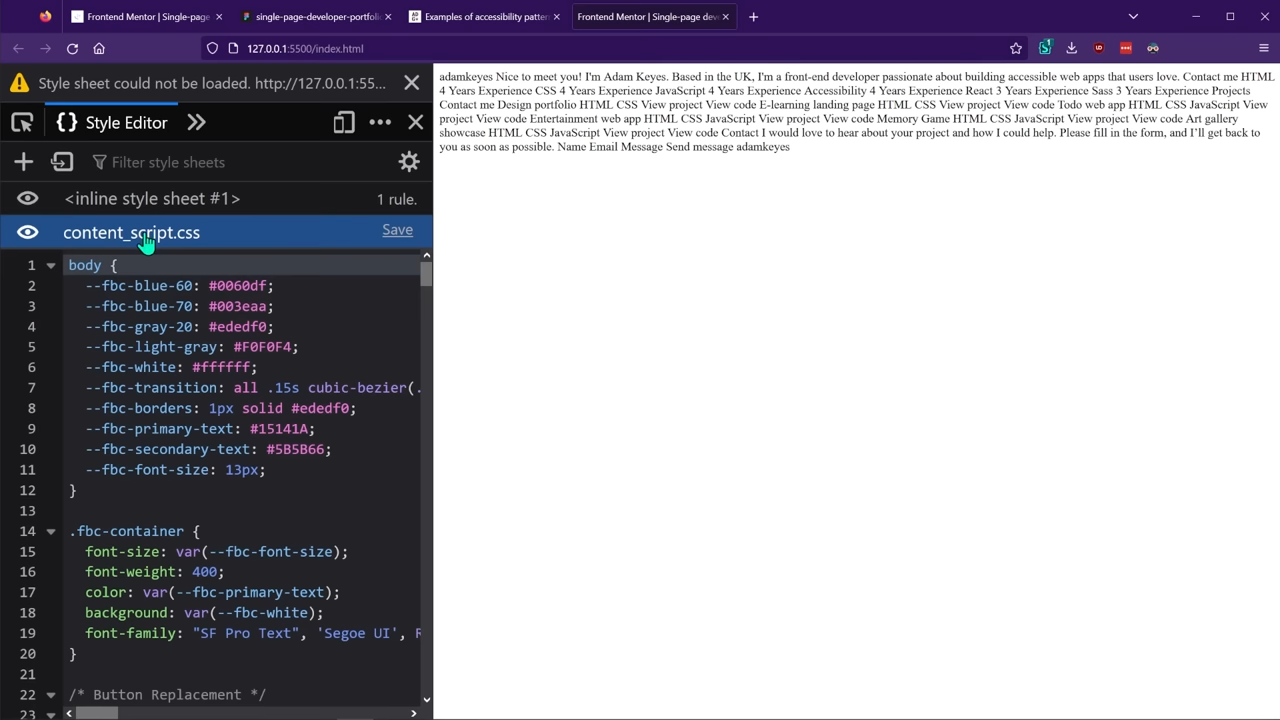 Frontend Mentor | Single-page
single-page-developer-portfolio
Examples of accessibility pattern
Frontend Mentor | Single-page dev
127.0.0.1:5500/index.html
1
Style sheet could not be loaded. http://127.0.0.1:55...
Style Editor
Filter style sheets
<inline style sheet #1>
1 rule.
content_script.css
Save
1 body {
2 --fbc-blue-60: #0060df;
3 --fbc-blue-70: #003eaa;
4 --fbc-gray-20: #ededf0;
5 --fbc-light-gray: #F0F0F4;
6 --fbc-white: #ffffff;
7 --fbc-transition: all .15s cubic-bezier(.
8 --fbc-borders: 1px solid #ededf0;
9 --fbc-primary-text: #15141A;
10 --fbc-secondary-text: #5B5B66;
11 --fbc-font-size: 13px;
12 }
13
14 .fbc-container {
15 font-size: var(--fbc-font-size);
16 font-weight: 400;
17 color: var(--fbc-primary-text);
18 background: var(--fbc-white);
19 font-family: "SF Pro Text", 'Segoe UI', R
20 }
21
22 /* Button Replacement */
23
adamkeyes Nice to meet you! I'm Adam Keyes. Based in the UK, I'm a front-end developer passionate about building accessible web apps that users love. Contact me HTML
4 Years Experience CSS 4 Years Experience JavaScript 4 Years Experience Accessibility 4 Years Experience React 3 Years Experience Sass 3 Years Experience Projects
Contact me Design portfolio HTML CSS View project View code E-learning landing page HTML CSS View project View code Todo web app HTML CSS JavaScript View
project View code Entertainment web app HTML CSS JavaScript View project View code Memory Game HTML CSS JavaScript View project View code Art gallery
showcase HTML CSS JavaScript View project View code Contact I would love to hear about your project and how I could help. Please fill in the form, and I’ll get back to
you as soon as possible. Name Email Message Send message adamkeyes